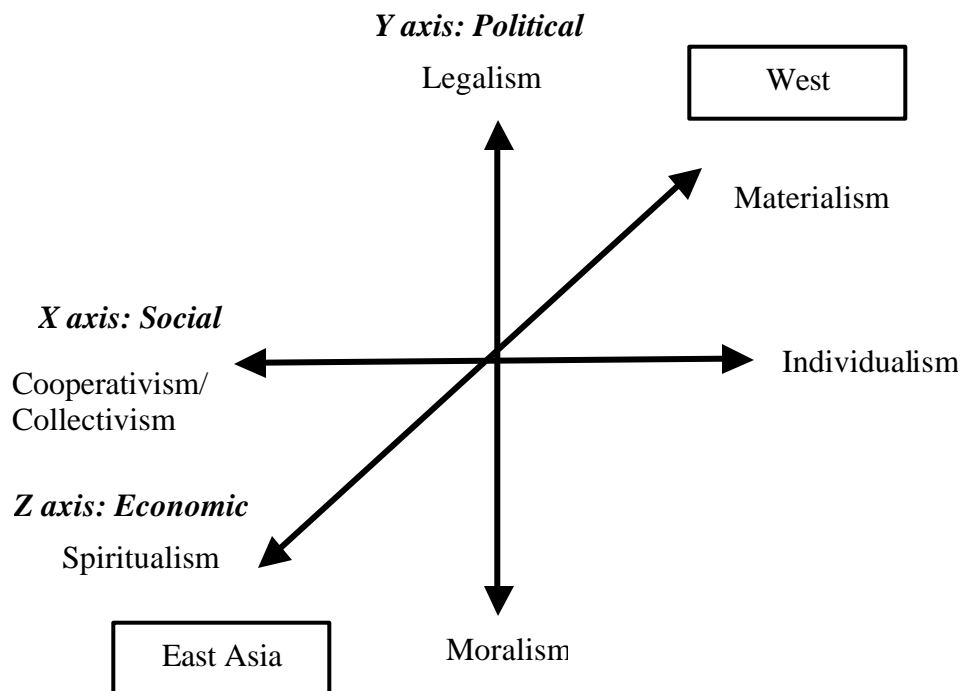 Y axis: Political
Legalism
West
Materialism
X axis: Social
Individualism
Cooperativism/
Collectivism
Z axis: Economic
Spiritualism
East Asia
Moralism